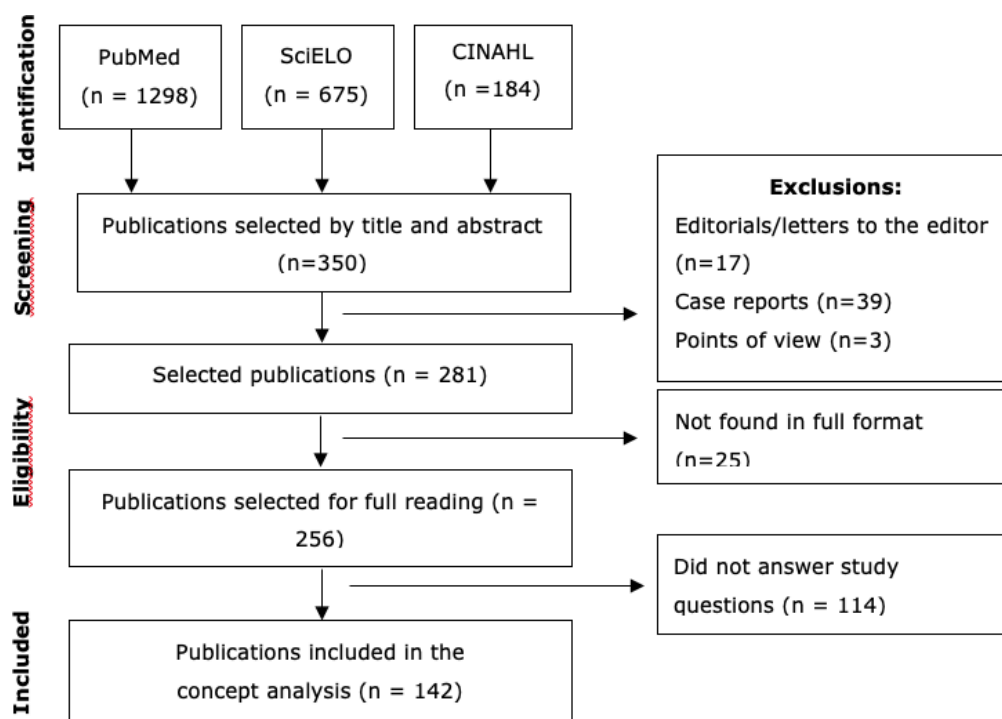 Identification
PubMed
(n = 1298)
SciELO
(n = 675)
CINAHL
(n =184)
Screening
Publications selected by title and abstract
(n=350)
Exclusions:
Editorials/letters to the editor
(n=17)
Case reports (n=39)
Points of view (n=3)
Selected publications (n = 281)
Eligibility
Not found in full format
(n=25)
Publications selected for full reading (n =
256)
Did not answer study
questions (n = 114)
Included
Publications included in the
concept analysis (n = 142)